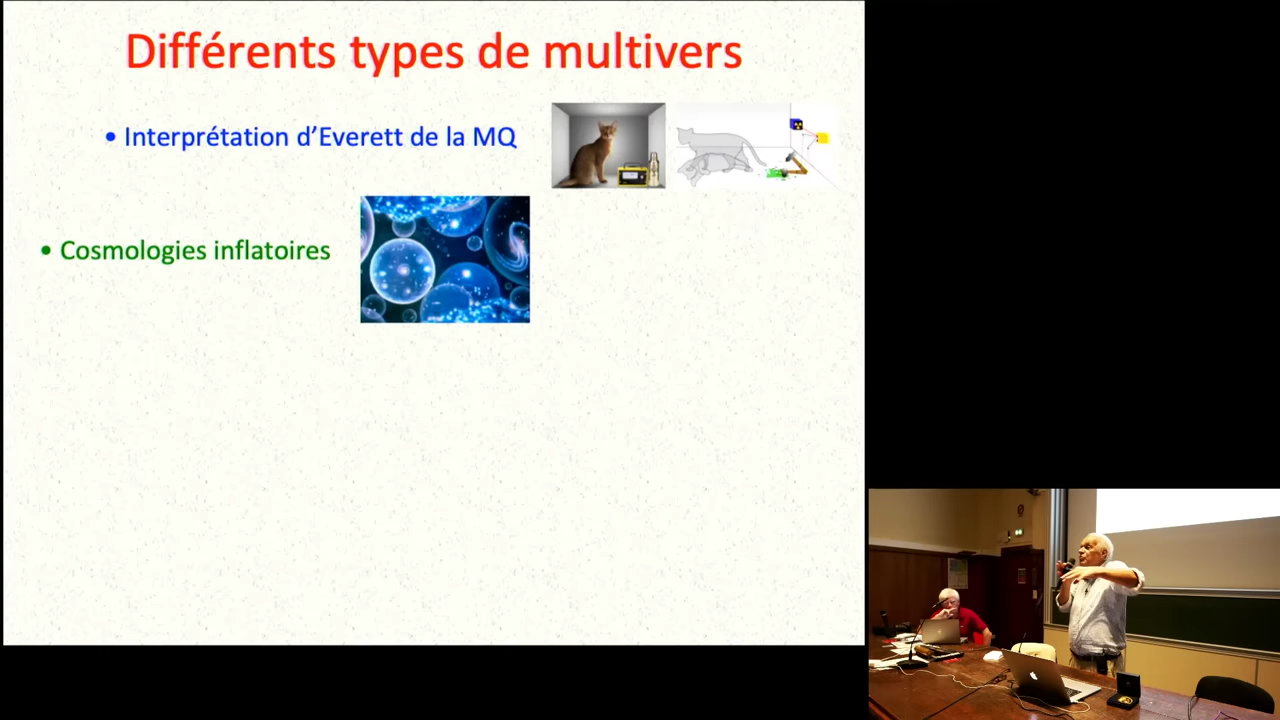 Différents types de multivers
• Interprétation d’Everett de la MQ
• Cosmologies inflatoires